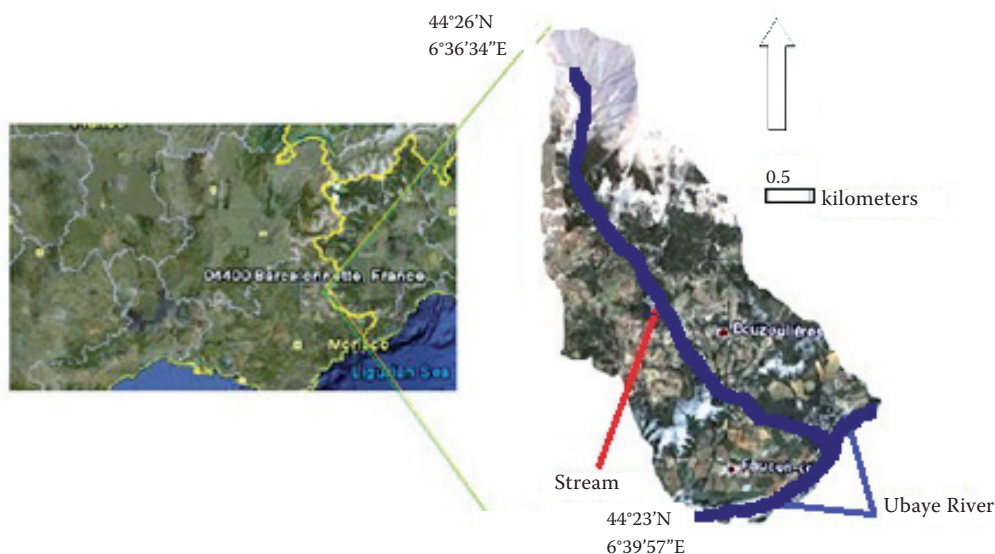 44°26’N
6°36’34”E
0.5
kilometers
04400 Barcelonnette, France
Monaco
Ligurian Sea
Stream
Ubaye River
44°23’N
6°39’57”E